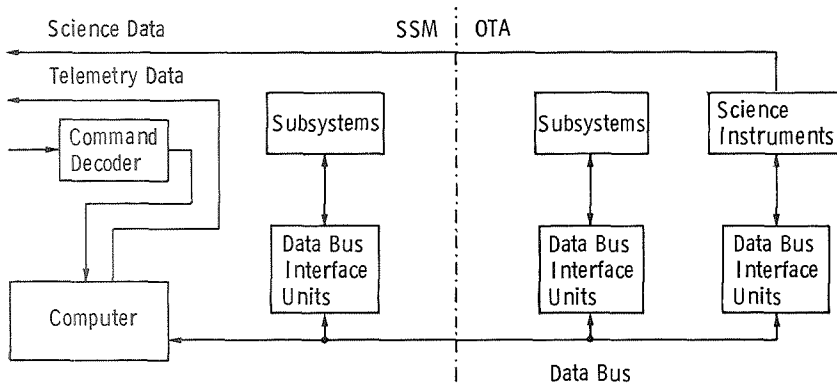 Science Data
SSM
OTA
Telemetry Data
Command
Decoder
Subsystems
Subsystems
Science
Instruments
Data Bus
Interface
Units
Data Bus
Interface
Units
Data Bus
Interface
Units
Computer
Data Bus